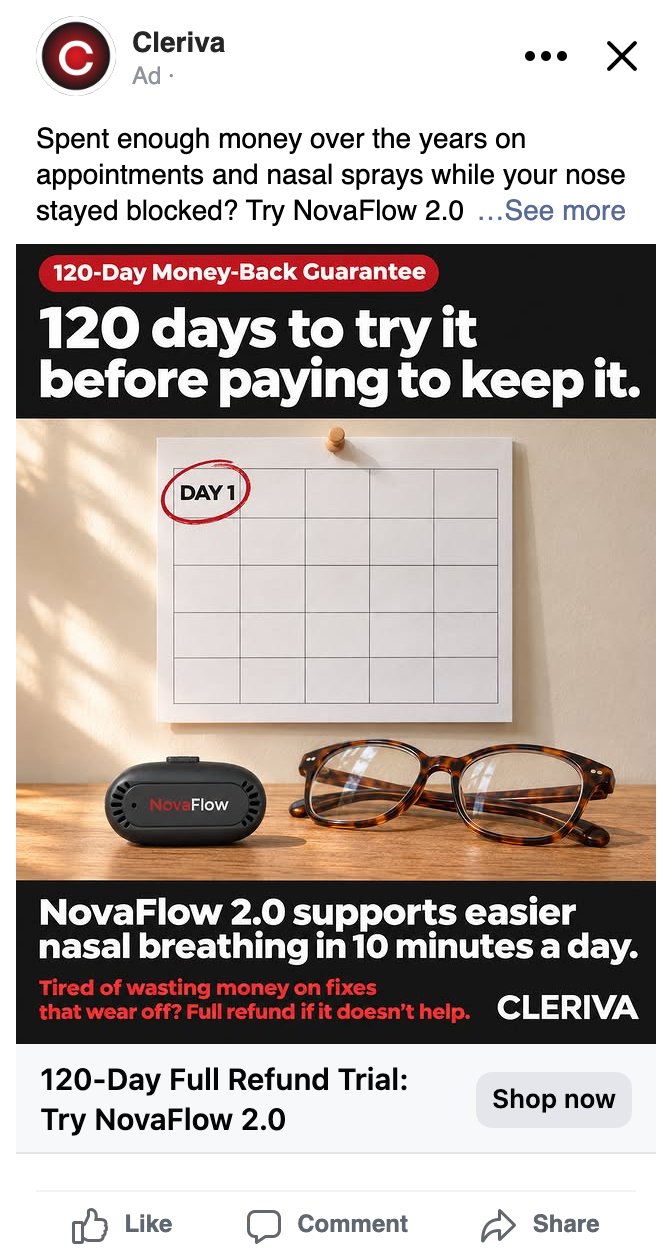 C
Cleriva
Ad ·
Spent enough money over the years on
appointments and nasal sprays while your nose
stayed blocked? Try NovaFlow 2.0 ...See more
120-Day Money-Back Guarantee
120 days to try it
before paying to keep it.
DAY 1
NovaFlow
NovaFlow 2.0 supports easier
nasal breathing in 10 minutes a day.
Tired of wasting money on fixes
that wear off? Full refund if it doesn't help.
CLERIVA
120-Day Full Refund Trial:
Try NovaFlow 2.0
Shop now
Like
Comment
Share